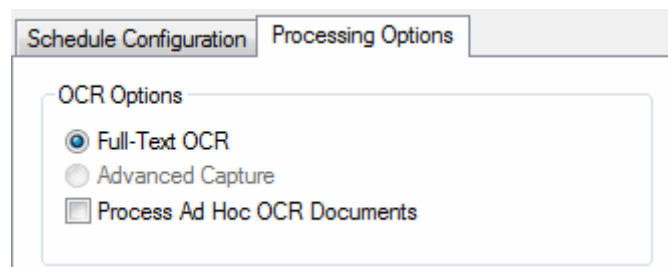 Schedule Configuration Processing Options
OCR Options
Full-Text OCR
Advanced Capture
Process Ad Hoc OCR Documents